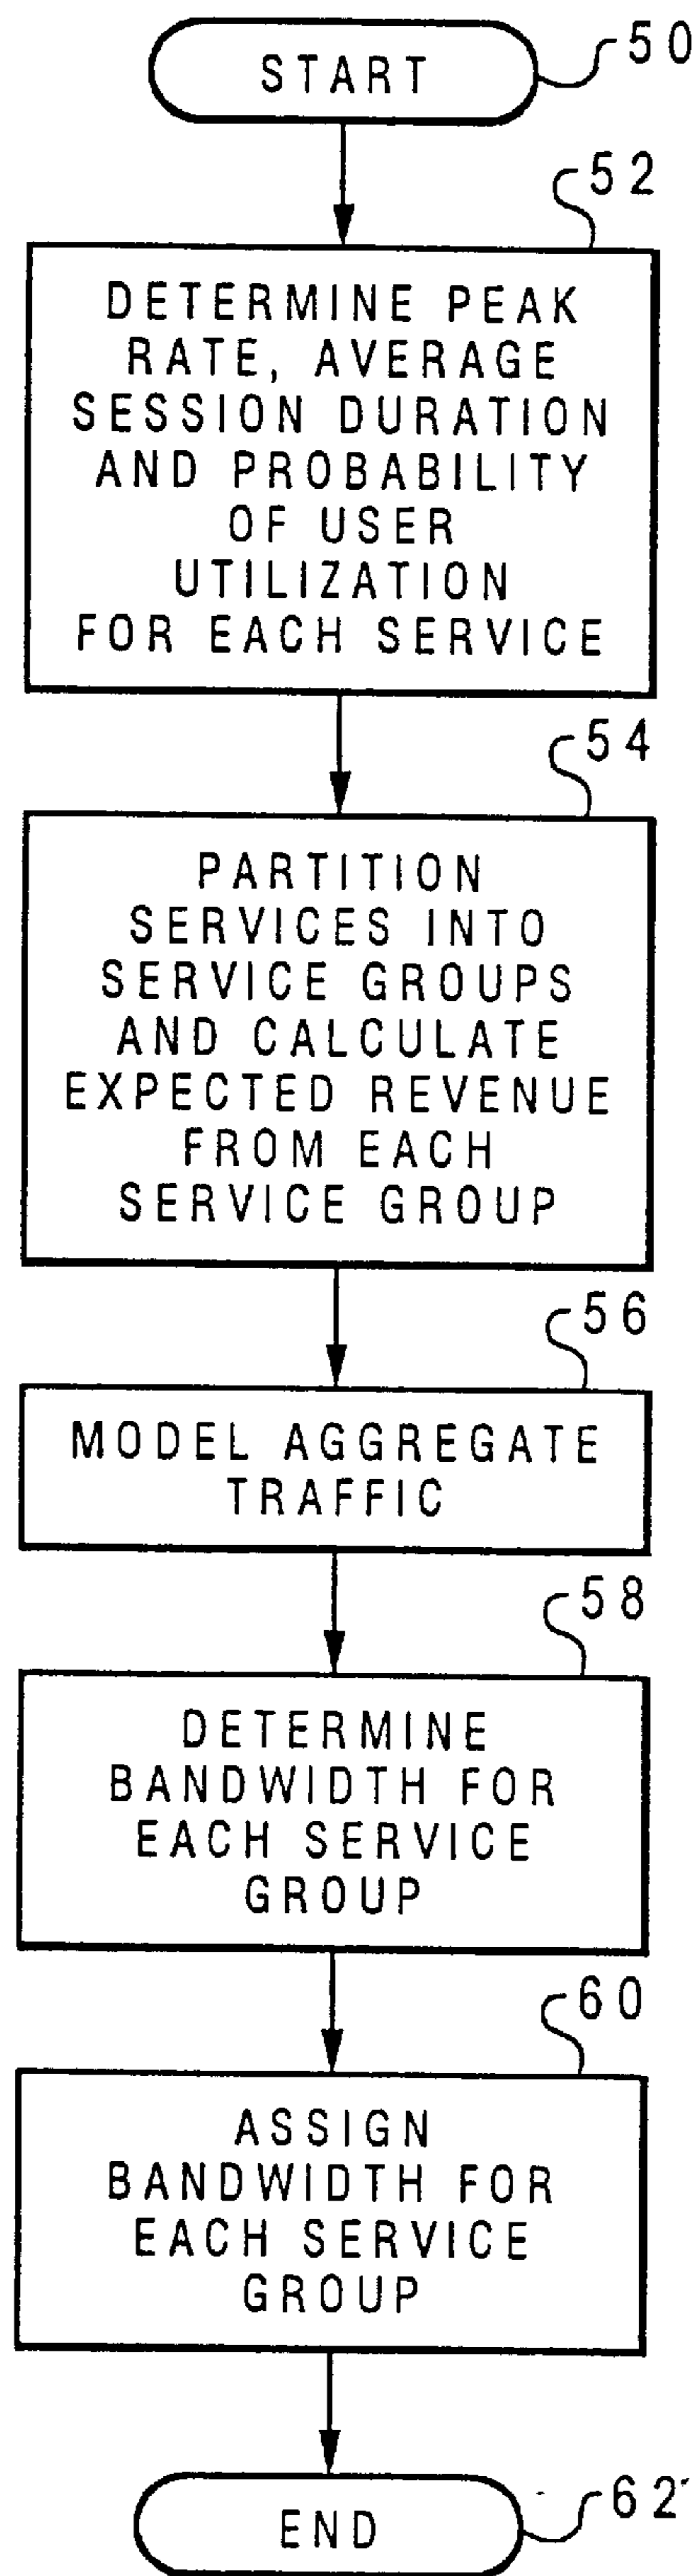 START
50
52
DETERMINE PEAK
RATE, AVERAGE
SESSION DURATION
AND PROBABILITY
OF USER
UTILIZATION
FOR EACH SERVICE
54
PARTITION
SERVICES INTO
SERVICE GROUPS
AND CALCULATE
EXPECTED REVENUE
FROM EACH
SERVICE GROUP
56
MODEL AGGREGATE
TRAFFIC
58
DETERMINE
BANDWIDTH FOR
EACH SERVICE
GROUP
60
ASSIGN
BANDWIDTH FOR
EACH SERVICE
GROUP
END
62